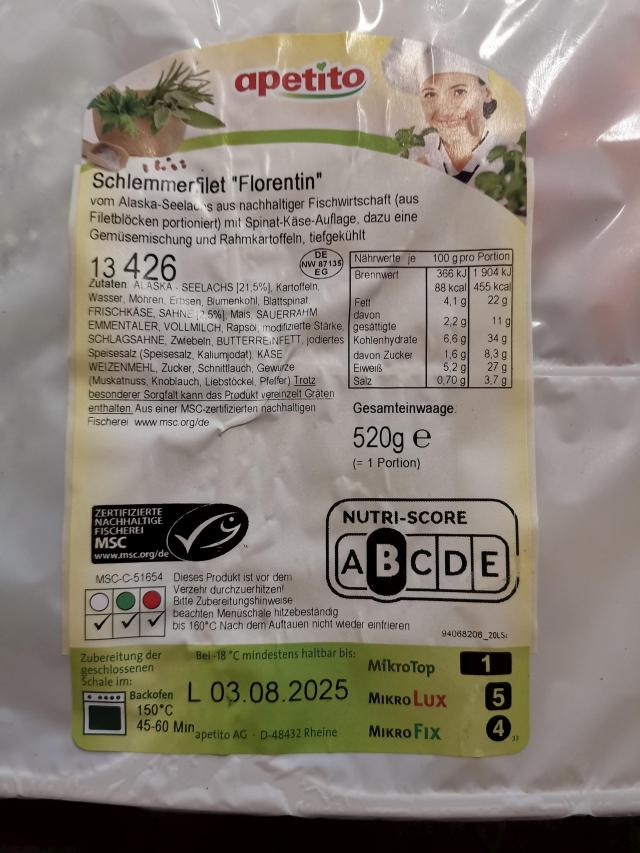 apetito
Schlemmerfilet "Florentin"
vom Alaska-Seelachs aus nachhaltiger Fischwirtschaft (aus
Filetblöcken portioniert) mit Spinat-Käse-Auflage, dazu eine
Gemüsemischung und Rahmkartoffeln, tiefgekühlt
13 426
DE
NW 87135
EG
Zutaten: ALASKA - SEELACHS [21,5%], Kartoffeln,
Wasser, Möhren, Erbsen, Blumenkohl, Blattspinat,
FRISCHKÄSE, SAHNE [2,5%], Mais, SAUERRAHM
EMMENTALER, VOLLMILCH, Rapsöl, modifizierte Stärke,
SCHLAGSAHNE, Zwiebeln, BUTTERREINFETT, jodiertes
Speisesalz (Speisesalz, Kaliumjodat), KÄSE
WEIZENMEHL, Zucker, Schnittlauch, Gewürze
(Muskatnuss, Knoblauch, Liebstöckel, Pfeffer) Trotz
besonderer Sorgfalt kann das Produkt vereinzelt Gräten
enthalten. Aus einer MSC-zertifizierten nachhaltigen
Fischerei www.msc.org/de
Nährwerte je 100 g pro Portion
Brennwert 366 kJ 1 904 kJ
88 kcal 455 kcal
Fett 4,1 g 22 g
davon
gesättigte 2,2 g 11 g
Kohlenhydrate 6,6 g 34 g
davon Zucker 1,6 g 8,3 g
Eiweiß 5,2 g 27 g
Salz 0,70 g 3,7 g
Gesamteinwaage:
520g e
(= 1 Portion)
ZERTIFIZIERTE
NACHHALTIGE
FISCHEREI
MSC
www.msc.org/de
NUTRI-SCORE
A B C D E
MSC-C-51654
Dieses Produkt ist vor dem
Verzehr durchzuerhitzen!
Bitte Zubereitungshinweise
beachten Menüschale hitzebeständig
bis 160°C Nach dem Auftauen nicht wieder einfrieren
94068206_20LS
Zubereitung der
geschlossenen
Schale im:
Backofen
150°C
45-60 Min
Bei -18 °C mindestens haltbar bis:
L 03.08.2025
apetito AG · D-48432 Rheine
MIKROTOP 1
MIKRO LUX 5
MIKRO FIX 4